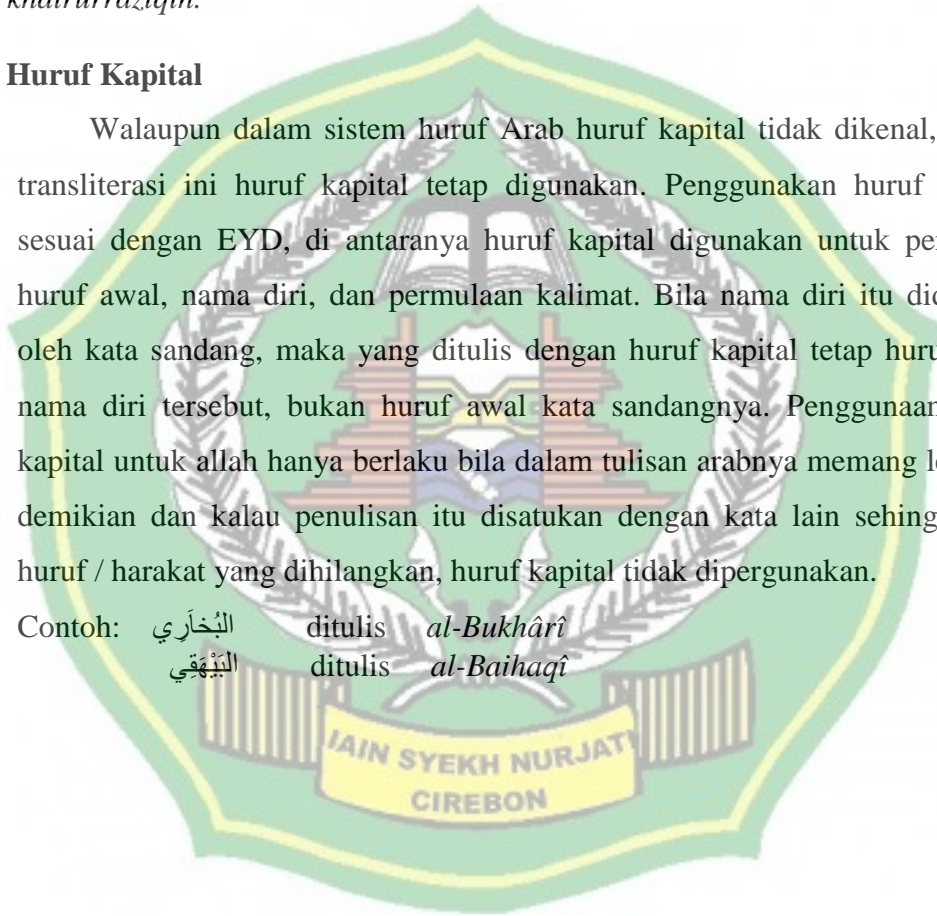 khairurrâziqîn.
Huruf Kapital
Walaupun dalam sistem huruf Arab huruf kapital tidak dikenal,
transliterasi ini huruf kapital tetap digunakan. Penggunakan huruf
sesuai dengan EYD, di antaranya huruf kapital digunakan untuk
huruf awal, nama diri, dan permulaan kalimat. Bila nama diri itu
oleh kata sandang, maka yang ditulis dengan huruf kapital tetap
nama diri tersebut, bukan huruf awal kata sandangnya. Penggunaan
kapital untuk allah hanya berlaku bila dalam tulisan arabnya memang
demikian dan kalau penulisan itu disatukan dengan kata lain
huruf / harakat yang dihilangkan, huruf kapital tidak dipergunakan.
Contoh: البُخاَرِي ditulis al-Bukhârî
البَيْهَقِي ditulis al-Baihaqî
IAIN SYEKH NURJATI
CIREBON